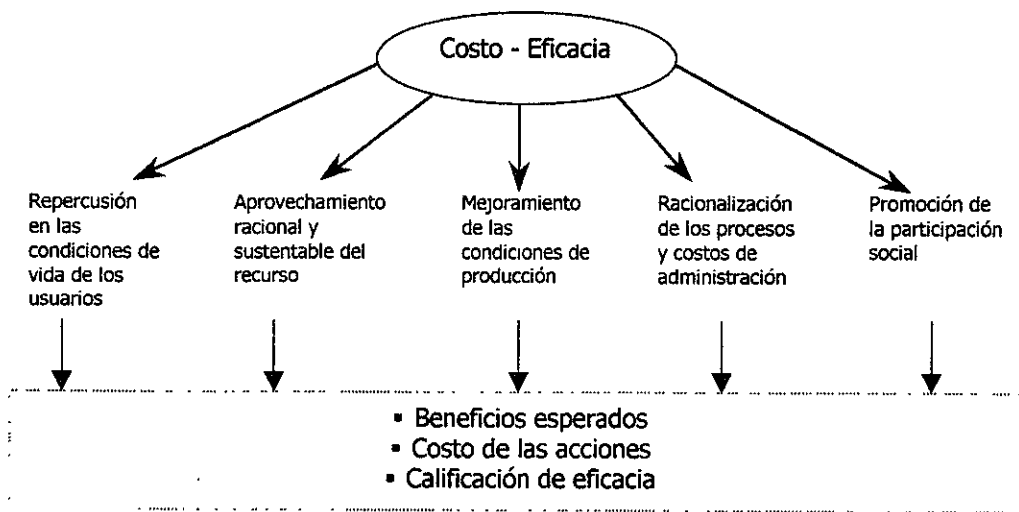 Costo - Eficacia
Repercusión
en las
condiciones de
vida de los
usuarios
Aprovechamiento
racional y
sustentable del
recurso
Mejoramiento
de las
condiciones de
producción
Racionalización
de los procesos
y costos de
administración
Promoción de
la participación
social
▪ Beneficios esperados
▪ Costo de las acciones
▪ Calificación de eficacia